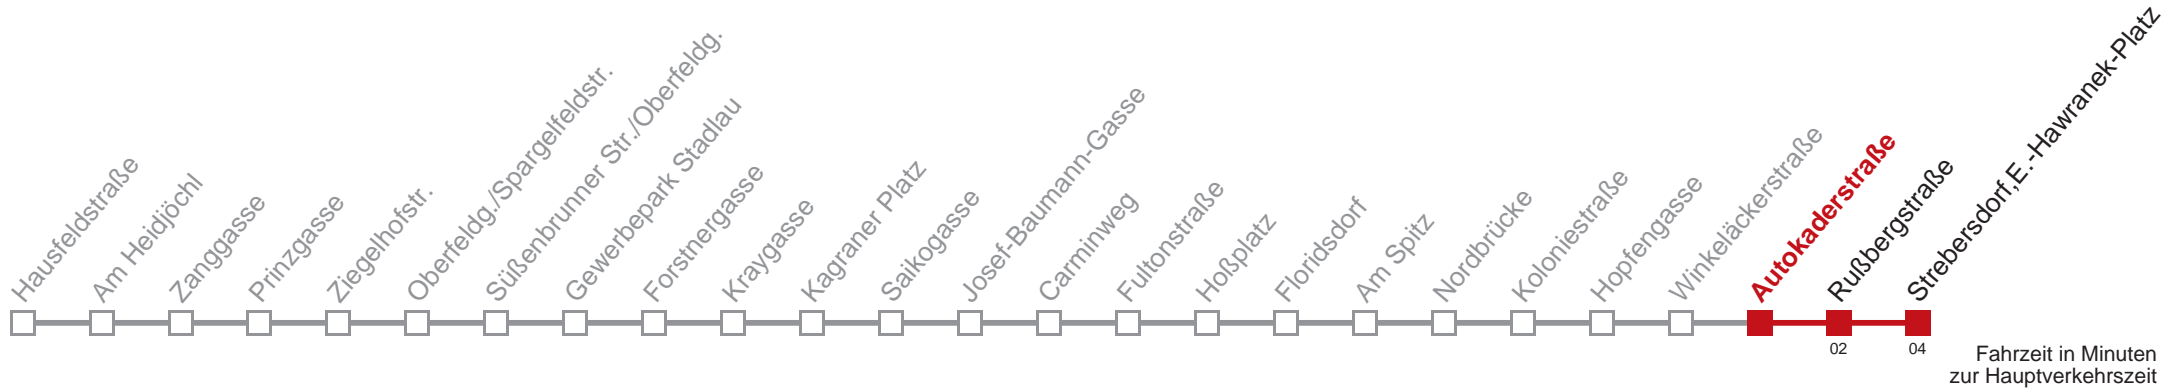 Hausfeldstraße
Am Heidjöchl
Zanggasse
Prinzgasse
Ziegelhofstr.
Oberfeldg./Spargelfeldstr.
Süßenbrunner Str./Oberfeldg.
Gewerbepark Stadlau
Forstnergasse
Kraygasse
Kagraner Platz
Saikogasse
Josef-Baumann-Gasse
Carminweg
Fultonstraße
Hoßplatz
Floridsdorf
Am Spitz
Nordbrücke
Koloniestraße
Hopfengasse
Winkeläckerstraße
Autokaderstraße
Rußbergstraße
Strebersdorf,E.-Hawranek-Platz
02
04
Fahrzeit in Minuten
zur Hauptverkehrszeit